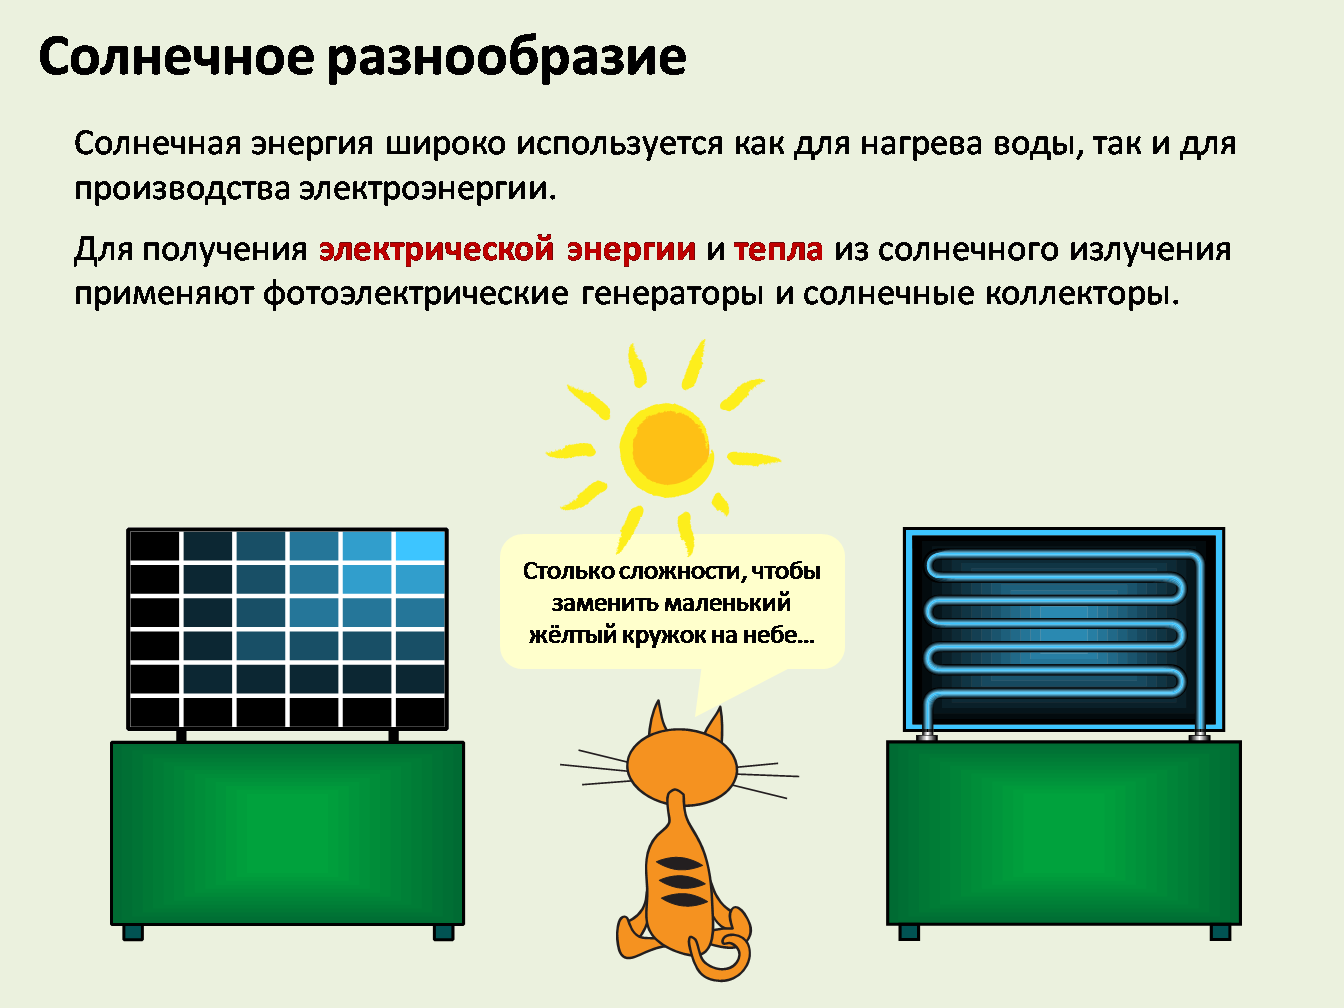 Солнечное разнообразие
Солнечная энергия широко используется как для нагрева воды, так и для
производства электроэнергии.
Для получения электрической энергии и тепла из солнечного излучения
применяют фотоэлектрические генераторы и солнечные коллекторы.
Столько сложности, чтобы
заменить маленький
жёлтый кружок на небе...